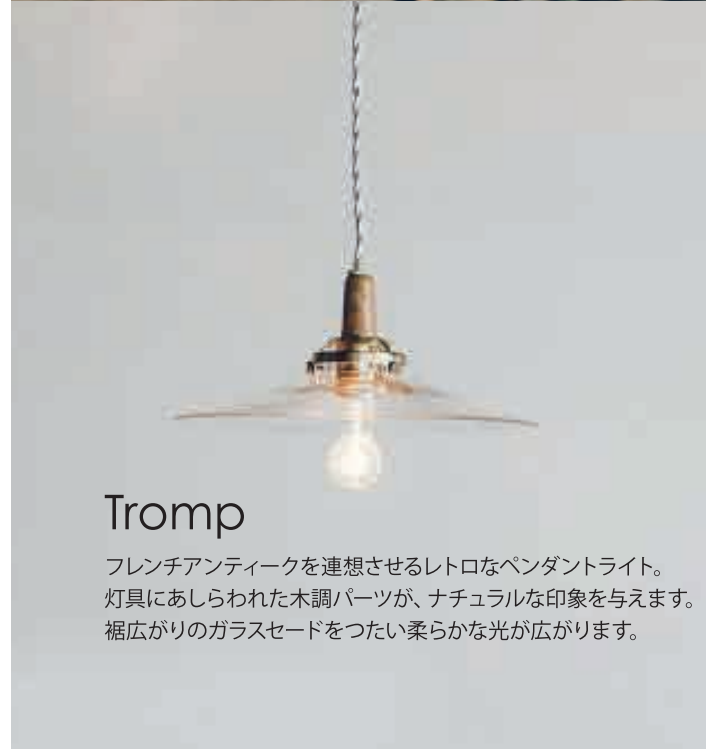 Tromp
フレンチアンティークを連想させるレトロなペンダントライト。
灯具にあしらわれた木調パーツが、ナチュラルな印象を与えます。
裾広がりのガラスセードをつたい柔らかな光が広がります。